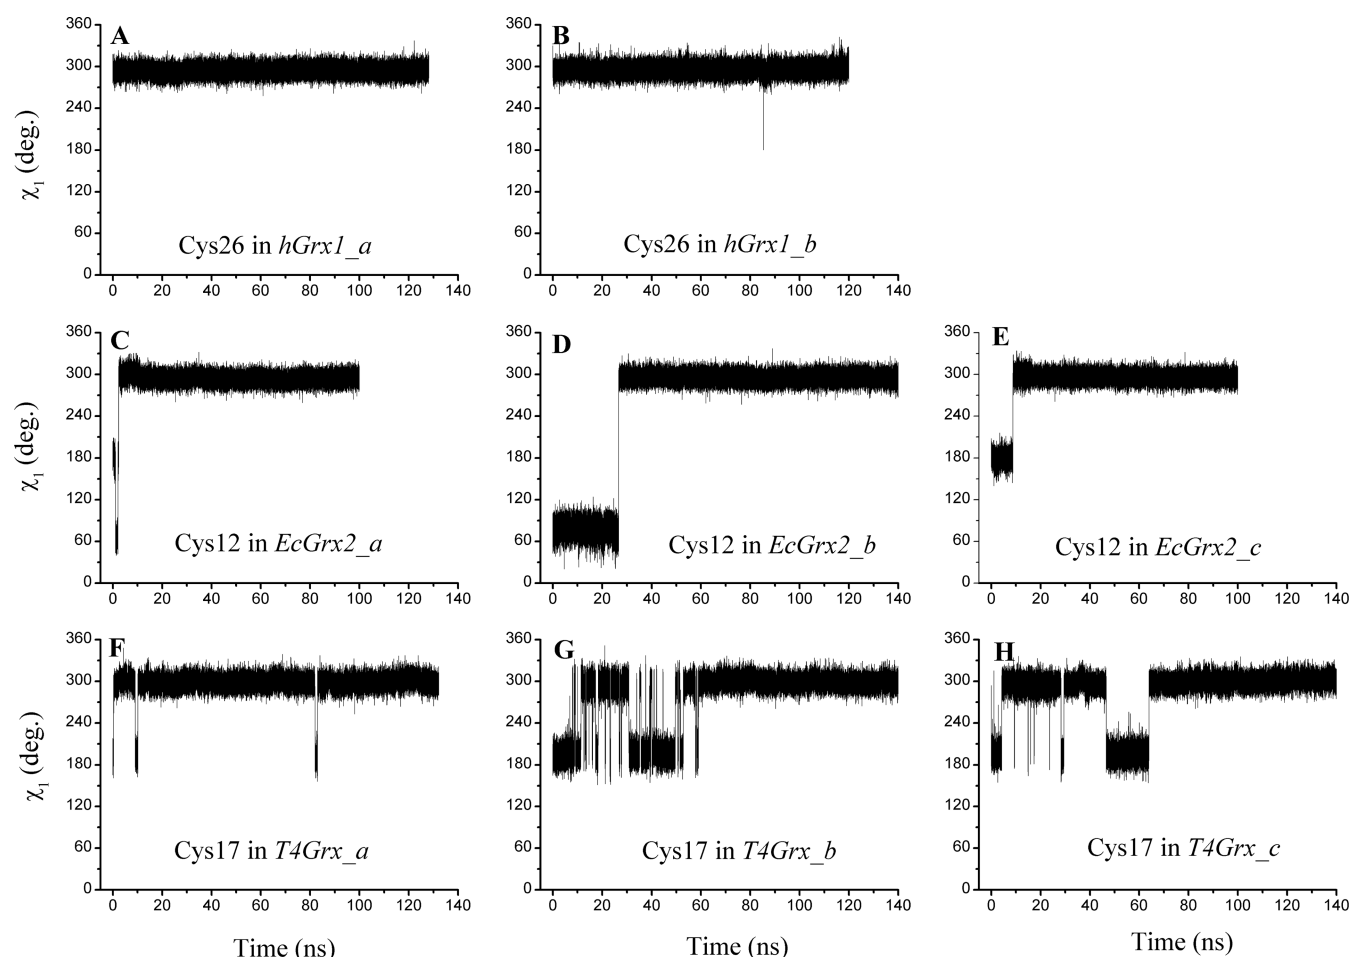 A
B
χ1 (deg.)
360
300
240
180
120
60
0
Cys26 in hGrx1_a
0 20 40 60 80 100 120 140
360
300
240
180
120
60
0
Cys26 in hGrx1_b
0 20 40 60 80 100 120 140
C
D
E
χ1 (deg.)
360
300
240
180
120
60
0
Cys12 in EcGrx2_a
0 20 40 60 80 100 120 140
360
300
240
180
120
60
0
Cys12 in EcGrx2_b
0 20 40 60 80 100 120 140
360
300
240
180
120
60
0
Cys12 in EcGrx2_c
0 20 40 60 80 100 120 140
F
G
H
χ1 (deg.)
360
300
240
180
120
60
0
Cys17 in T4Grx_a
0 20 40 60 80 100 120 140
Time (ns)
360
300
240
180
120
60
0
Cys17 in T4Grx_b
0 20 40 60 80 100 120 140
Time (ns)
360
300
240
180
120
60
0
Cys17 in T4Grx_c
0 20 40 60 80 100 120 140
Time (ns)